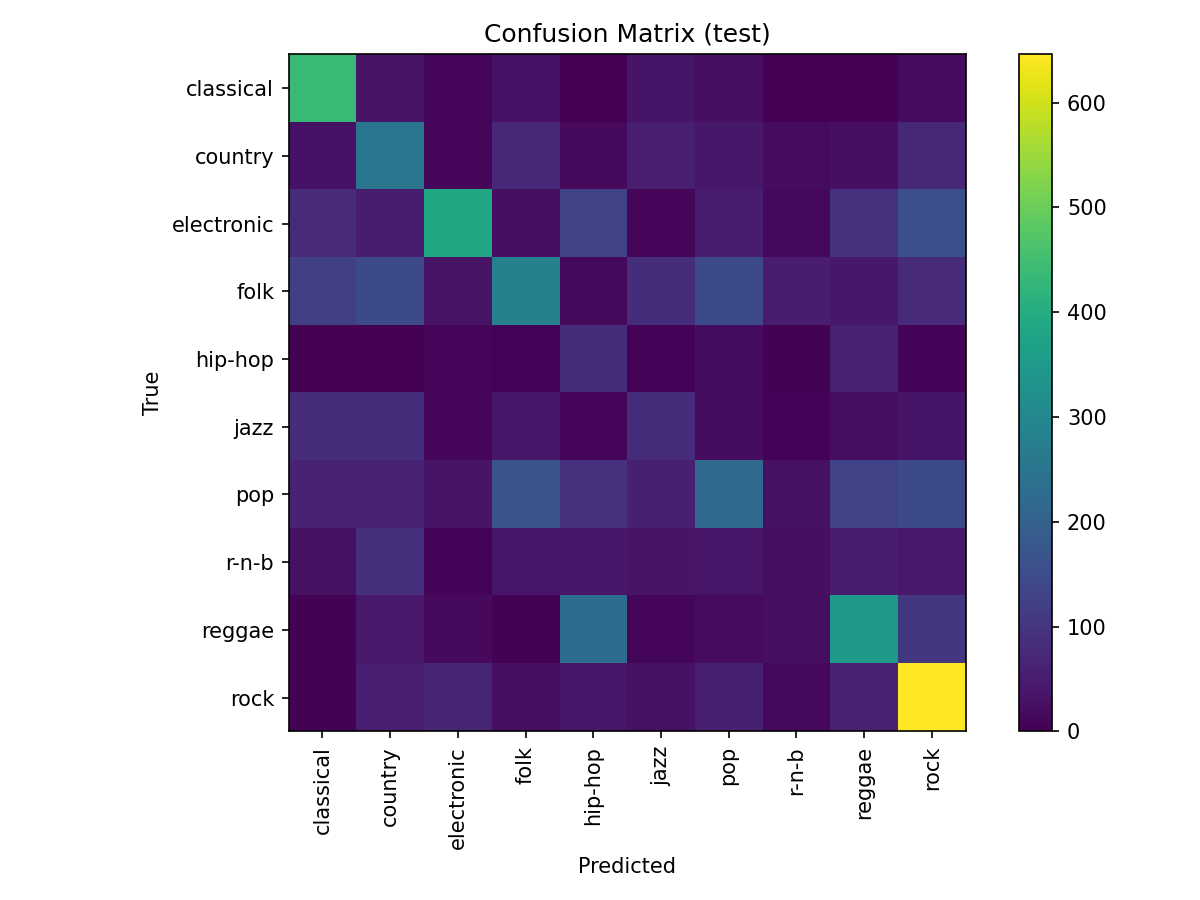 Confusion Matrix (test)
classical
country
electronic
folk
hip-hop
jazz
pop
r-n-b
reggae
rock
True
classical
country
electronic
folk
hip-hop
jazz
pop
r-n-b
reggae
rock
Predicted
600
500
400
300
200
100
0